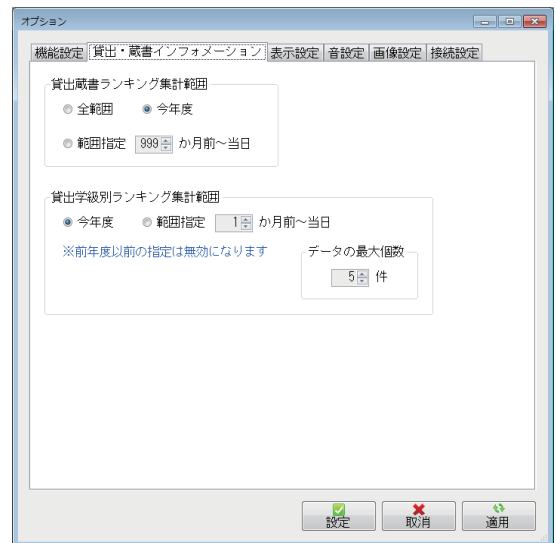 オプション
機能設定 貸出・蔵書インフォメーション 表示設定 音設定 画像設定 接続設定
貸出蔵書ランキング集計範囲
全範囲 今年度
範囲指定 999 か月前～当日
貸出学級別ランキング集計範囲
今年度 範囲指定 1 か月前～当日
※前年度以前の指定は無効になります
データの最大個数
5 件
設定 取消 適用